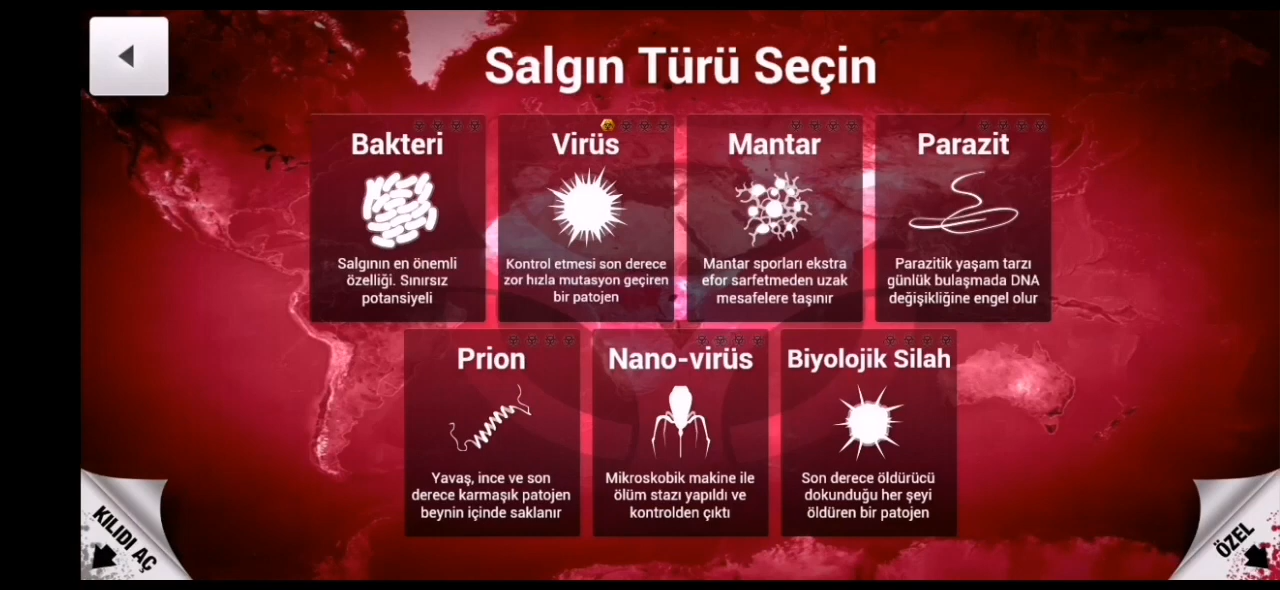 Salgın Türü Seçin
Bakteri
Salgının en önemli
özelliği. Sınırsız
potansiyeli
Virüs
Kontrol etmesi son derece
zor hızla mutasyon geçiren
bir patojen
Mantar
Mantar sporları ekstra
efor sarfetmeden uzak
mesafelere taşınır
Parazit
Parazitik yaşam tarzı
günlük bulaşmada DNA
değişikliğine engel olur
Prion
Yavaş, ince ve son
derece karmaşık patojen
beynin içinde saklanır
Nano-virüs
Mikroskobik makine ile
ölüm stazı yapıldı ve
kontrolden çıktı
Biyolojik Silah
Son derece öldürücü
dokunduğu her şeyi
öldüren bir patojen
KILIDI AÇ
ÖZEL